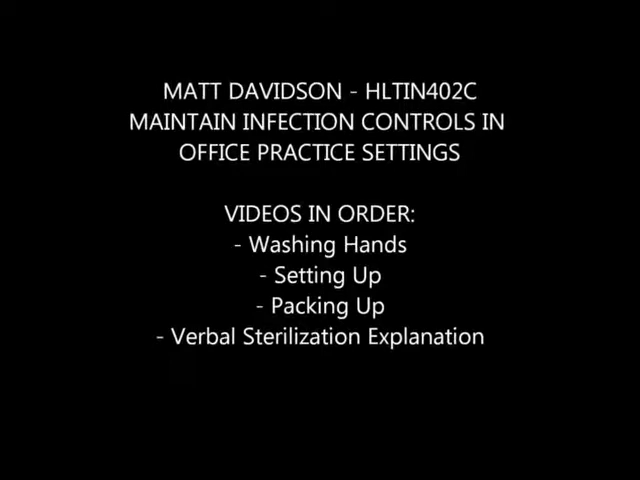 MATT DAVIDSON - HLTIN402C
MAINTAIN INFECTION CONTROLS IN
OFFICE PRACTICE SETTINGS
VIDEOS IN ORDER:
- Washing Hands
- Setting Up
- Packing Up
- Verbal Sterilization Explanation